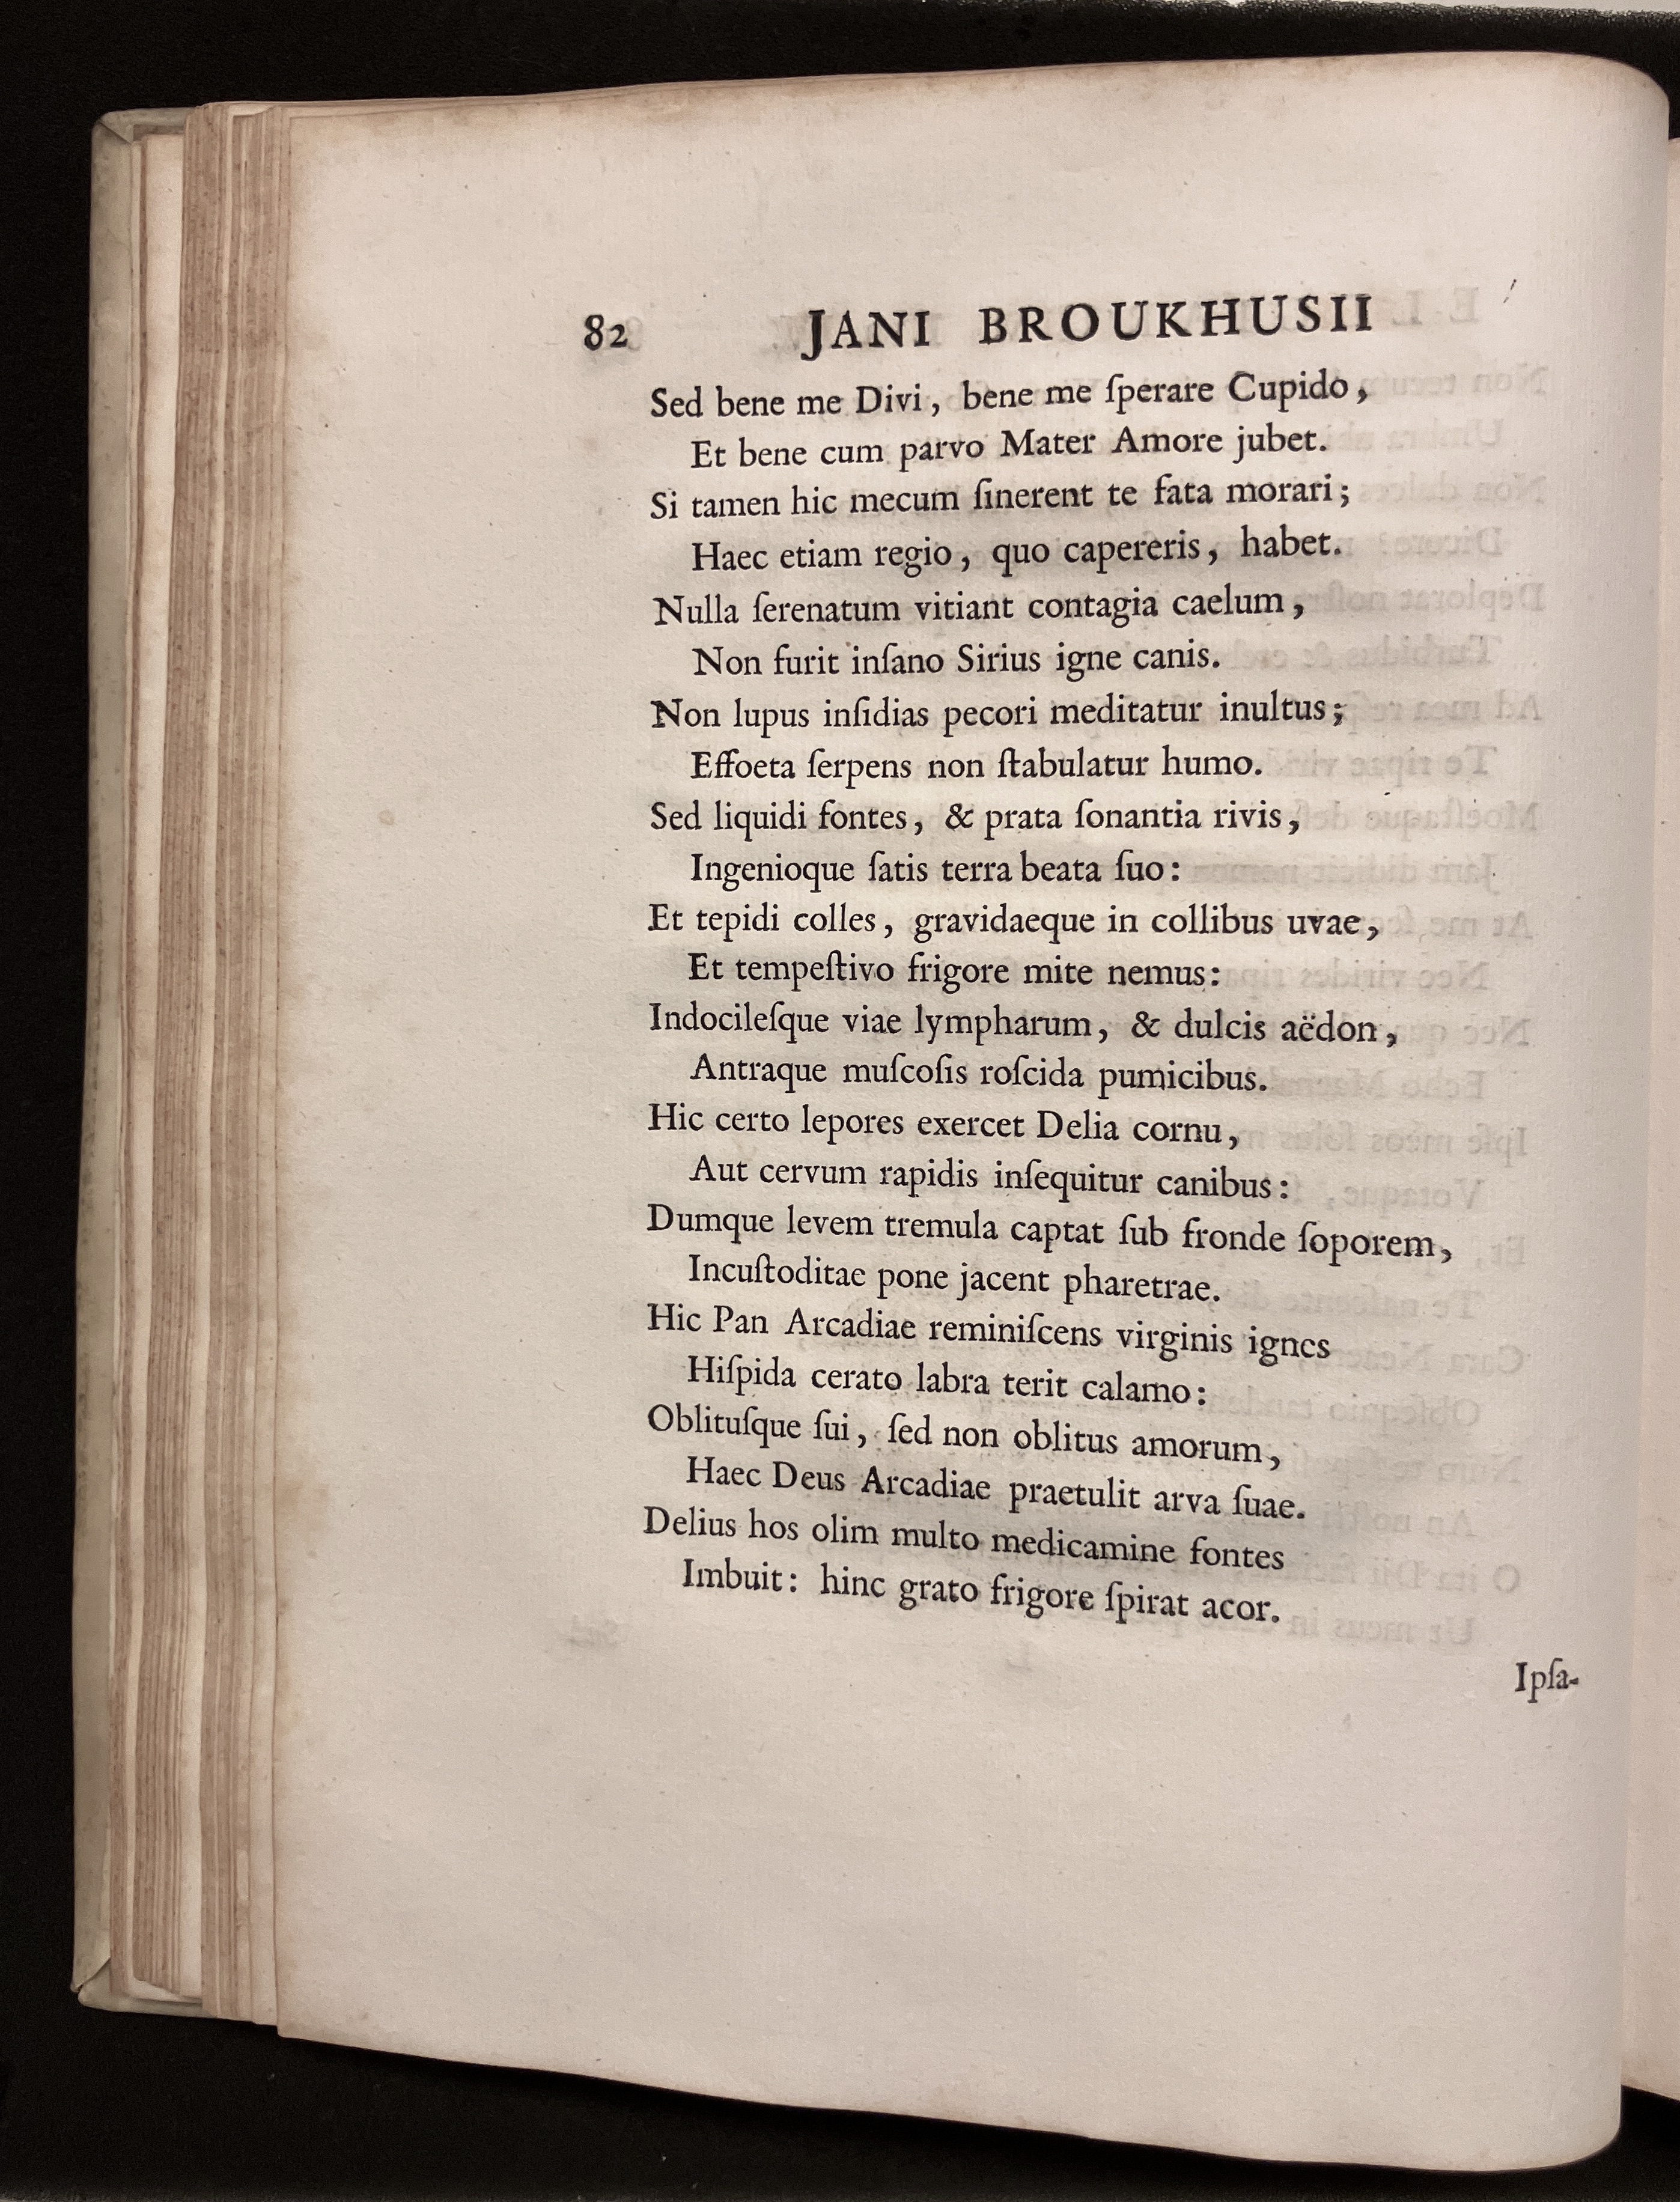 82 JANI BROUKHUSII
Sed bene me Divi, bene me ſperare Cupido,
Et bene cum parvo Mater Amore jubet.
Si tamen hic mecum ſinerent te fata morari;
Haec etiam regio, quo capereris, habet.
Nulla ſerenatum vitiant contagia caelum,
Non furit inſano Sirius igne canis.
Non lupus inſidias pecori meditatur inultus;
Effoeta ſerpens non ſtabulatur humo.
Sed liquidi fontes, & prata ſonantia rivis,
Ingenioque ſatis terra beata ſuo:
Et tepidi colles, gravidaeque in collibus uvae,
Et tempeſtivo frigore mite nemus:
Indocileſque viae lympharum, & dulcis aëdon,
Antraque muſcoſis roſcida pumicibus.
Hic certo lepores exercet Delia cornu,
Aut cervum rapidis inſequitur canibus:
Dumque levem tremula captat ſub fronde ſoporem,
Incuſtoditae pone jacent pharetrae.
Hic Pan Arcadiae reminiſcens virginis ignes
Hiſpida cerato labra terit calamo:
Oblituſque ſui, ſed non oblitus amorum,
Haec Deus Arcadiae praetulit arva ſuae.
Delius hos olim multo medicamine fontes
Imbuit: hinc grato frigore ſpirat acor.
Ipſa-